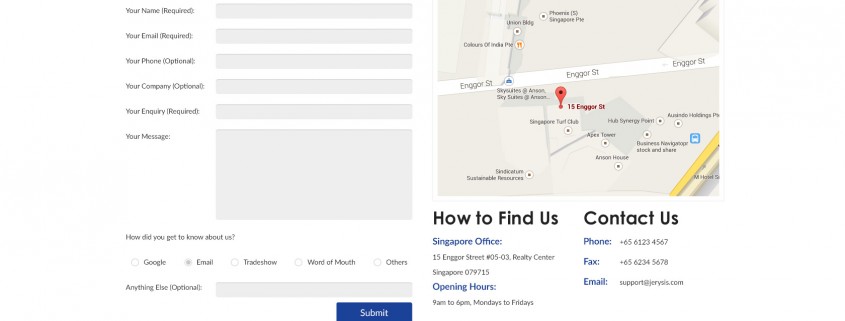 Your Name (Required):
Your Email (Required):
Your Phone (Optional):
Your Company (Optional):
Your Enquiry (Required):
Your Message:
How did you get to know about us?
Google
Email
Tradeshow
Word of Mouth
Others
Anything Else (Optional):
Submit
Phoenix (S)
Singapore Pte
Union Bldg
Colours Of India Pte
Enggor St
Enggor St
Skysuites @ Anson,
Sky Suites @ Anson...
15 Enggor St
Singapore Turf Club
Hub Synergy Point
Ausindo Holdings Pte
Apex Tower
Business Navigatopr
stock and share
Anson House
Sindicatum
Sustainable Resources
M Hotel S
How to Find Us
Singapore Office:
15 Enggor Street #05-03, Realty Center
Singapore 079715
Opening Hours:
9am to 6pm, Mondays to Fridays
Contact Us
Phone: +65 6123 4567
Fax: +65 6234 5678
Email: support@jerysis.com